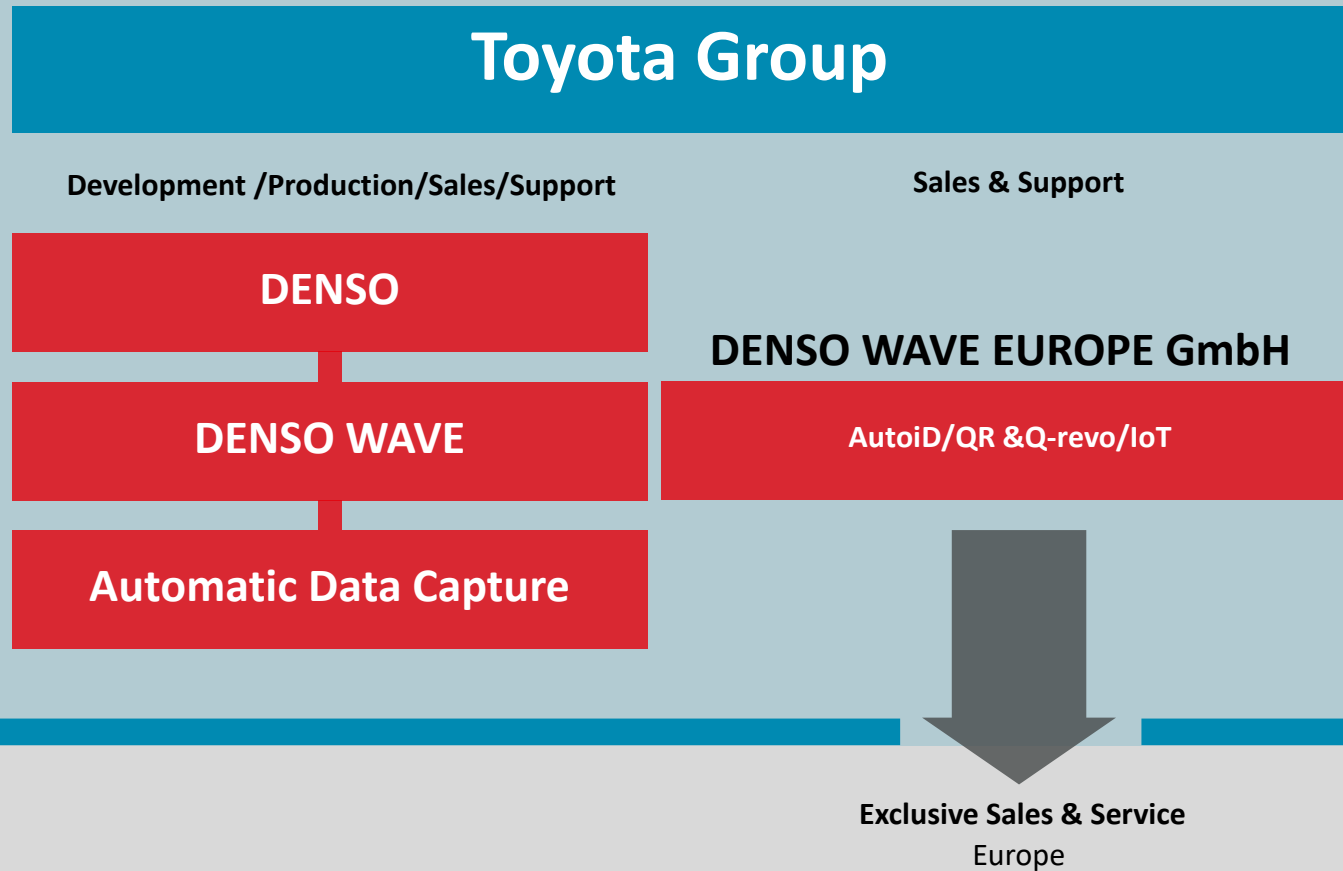 Toyota Group
Development /Production/Sales/Support
Sales & Support
DENSO
DENSO WAVE EUROPE GmbH
DENSO WAVE
AutoiD/QR &Q-revo/IoT
Automatic Data Capture
Exclusive Sales & Service
Europe